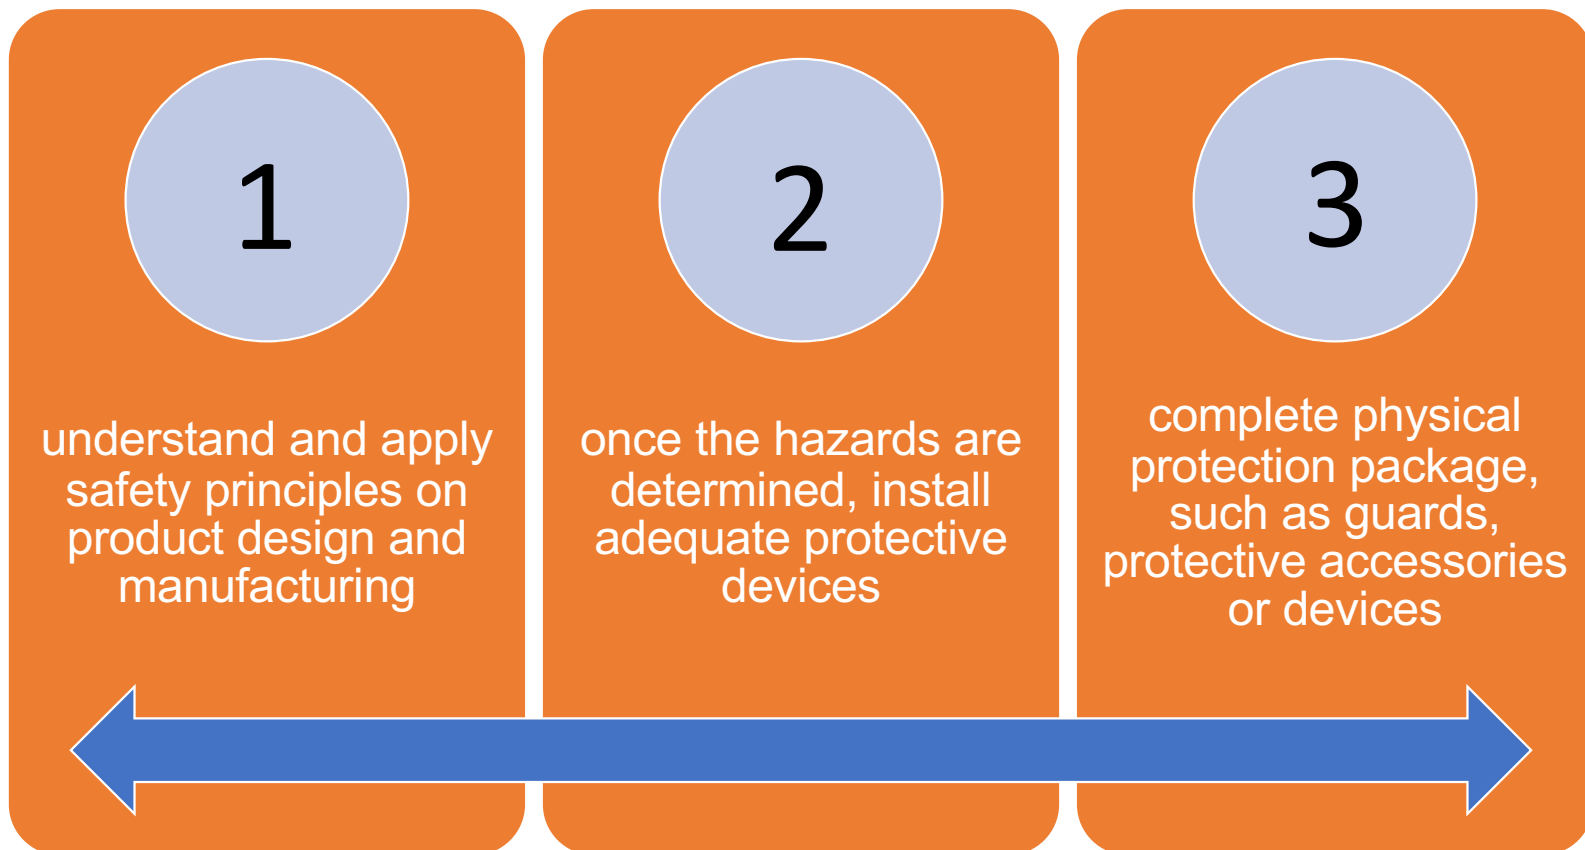 1
understand and apply
safety principles on
product design and
manufacturing
2
once the hazards are
determined, install
adequate protective
devices
3
complete physical
protection package,
such as guards,
protective accessories
or devices